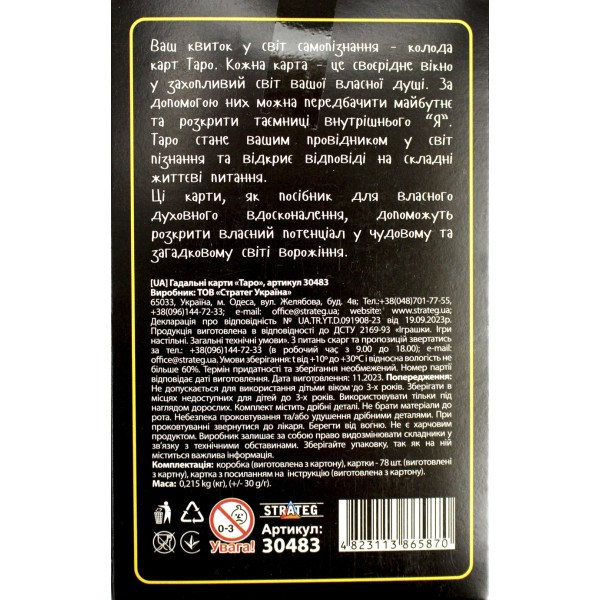 Ваш квиток у світ самопізнання - колода
карт Таро. Кожна карта - це своєрідне вікно
у захопливий світ вашої власної душі. За
допомогою них можна передбачити майбутнє
та розкрити таємниці внутрішнього “Я”.
Таро стане вашим провідником у світ
пізнання та відкриє відповіді на складні
життєві питання.
Ці карти, як посібник для власного
духовного вдосконалення, допоможуть
розкрити власний потенціал у чудовому та
загадковому світі ворожіння.
[UA] Гадальні карти «Таро», артикул 30483
Виробник: ТОВ «Стратег Україна»
65033, Україна, м. Одеса, вул. Желябова, буд. 4в; Тел.:+38(048)701-77-55,
+38(096)144-72-33; e-mail: office@strateg.ua; www.strateg.ua;
Декларація про відповідність № UA.TR.YT.D.091908-23 від 19.09.2023р.
Продукція виготовлена в відповідності до ДСТУ 2169-93 «Іграшки. Ігри
настільні. Загальні технічні умови». З питань скарг та пропозицій звертатись
за тел.: +38(096)144-72-33 (в робочий час з 9.00 до 18.00); e-mail:
office@strateg.ua. Умови зберігання: t від +10° до +30°С і відносна вологість не
більше 60%. Термін придатності та зберігання необмежений. Номер партії
відповідає даті виготовлення. Дата виготовлення: 11.2023. Попередження:
Не допускається для використання дітьми віком до 3-х років. Зберігати в
місцях недоступних для дітей до 3-х років. Використовувати тільки під
наглядом дорослих. Комплект містить дрібні деталі. Не брати матеріали до
рота. Небезпека проковтування та/або удушення дрібними деталями. При
проковтуванні звернутися до лікаря. Берегти від вогню. Не є харчовим
продуктом. Виробник залишає за собою право видозмінювати складники у
зв'язку з технічними обставинами. Зберігайте упаковку, так як на ній
міститься важлива інформація.
Комплектація: коробка (виготовлена з картону), картки - 78 шт. (виготовлені
з картону), картка з посиланням на інструкцію (виготовлена з картону).
Маса: 0,215 kg (кг), (+/- 30 g/г).
0-3
Увага!
STRATEG
Артикул:
30483
4 823113 865870